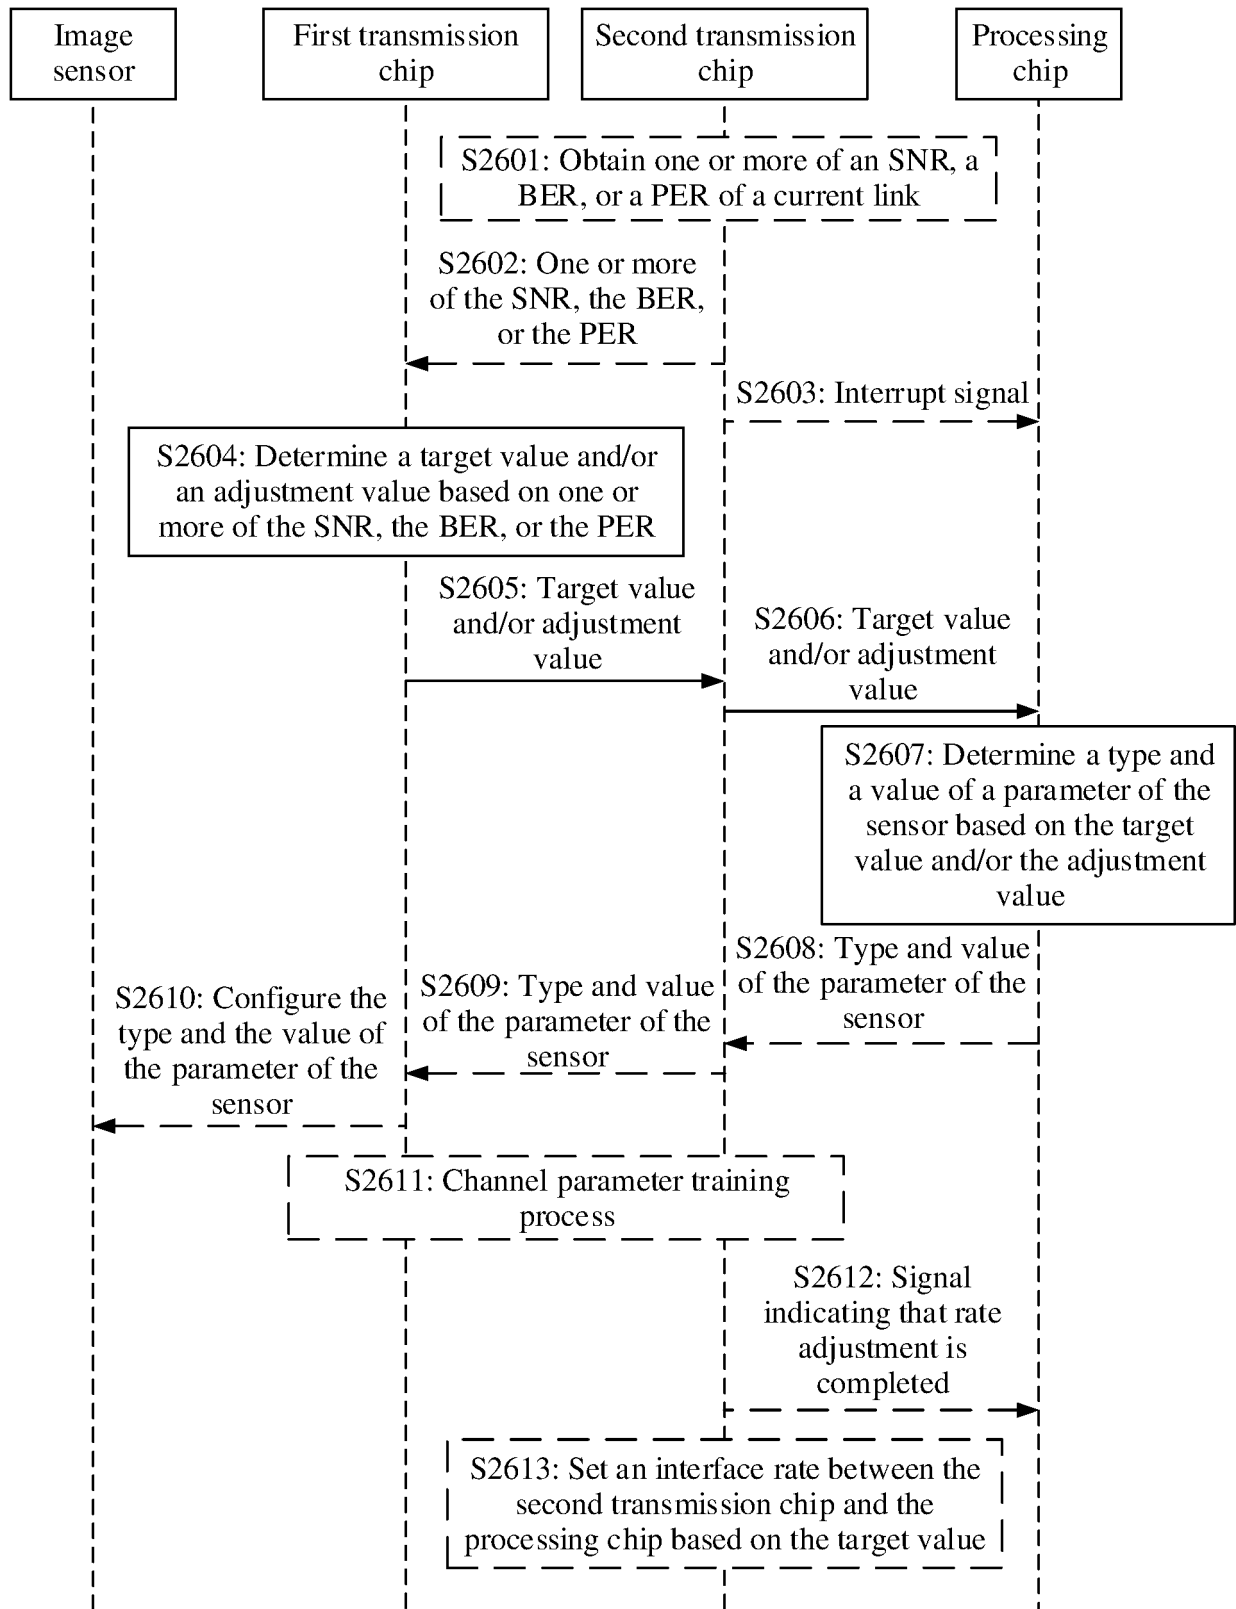 Image
sensor
First transmission
chip
Second transmission
chip
Processing
chip
S2601: Obtain one or more of an SNR, a
BER, or a PER of a current link
S2602: One or more
of the SNR, the BER,
or the PER
S2603: Interrupt signal
S2604: Determine a target value and/or
an adjustment value based on one or
more of the SNR, the BER, or the PER
S2605: Target value
and/or adjustment
value
S2606: Target value
and/or adjustment
value
S2607: Determine a type and
a value of a parameter of the
sensor based on the target
value and/or the adjustment
value
S2608: Type and value
of the parameter of the
sensor
S2609: Type and value
of the parameter of the
sensor
S2610: Configure the
type and the value of
the parameter of the
sensor
S2611: Channel parameter training
process
S2612: Signal
indicating that rate
adjustment is
completed
S2613: Set an interface rate between the
second transmission chip and the
processing chip based on the target value